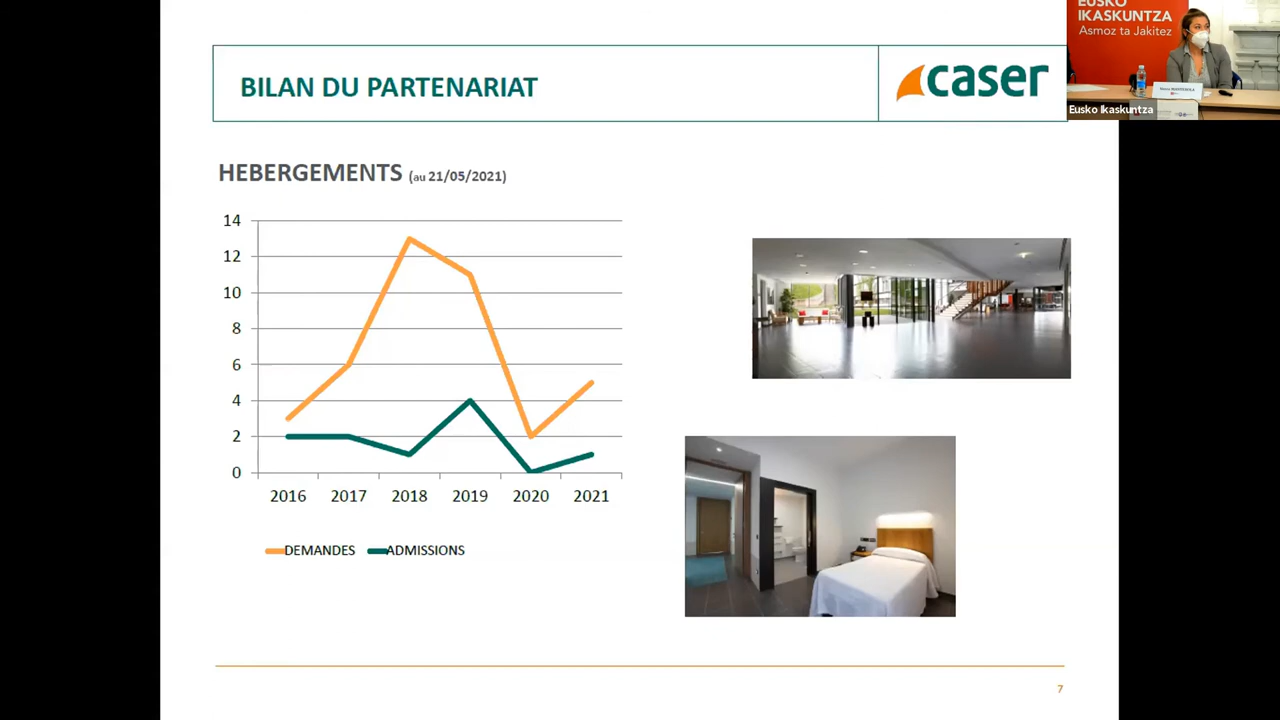 BILAN DU PARTENARIAT
caser
EUSKO
IKASKUNTZA
Asmoz ta Jakitez
Eusko Ikaskuntza
HEBERGEMENTS (au 21/05/2021)
14
12
10
8
6
4
2
0
2016 2017 2018 2019 2020 2021
DEMANDES ADMISSIONS
7